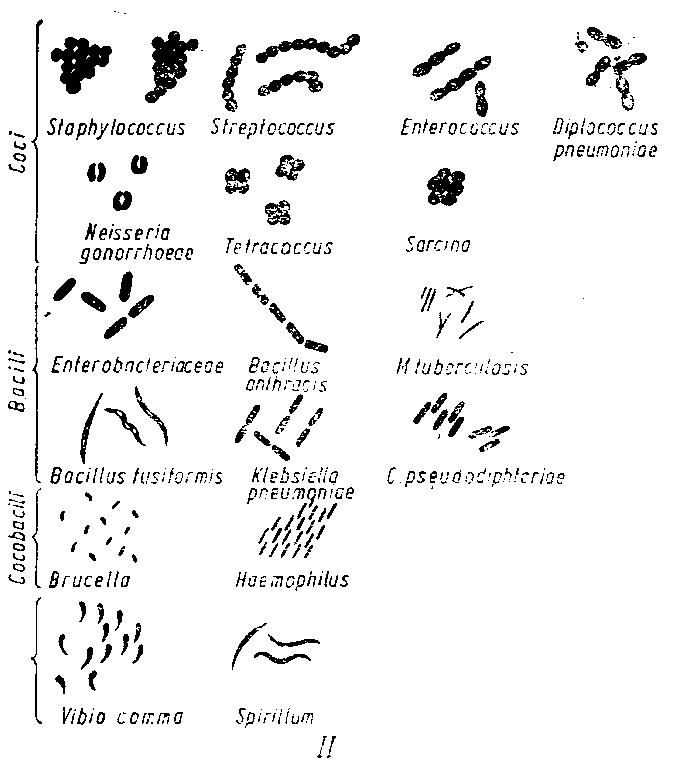 Coci
Staphylococcus Streptococcus Enterococcus Diplococcus
pneumoniae
Neisseria
gonorrhoeae Tetracoccus Sarcina
Bacili
Enterobacteriaceae Bacillus
anthracis M.tuberculosis
Bacillus fusiformis Klebsiella
pneumoniae C.pseudodiphteriae
Cocobacili
Brucella Haemophilus
Vibio comma Spirillum
II